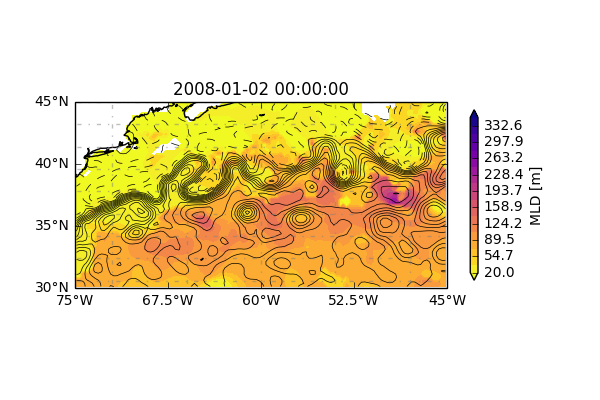 2008-01-02 00:00:00
45°N
40°N
35°N
30°N
75°W
67.5°W
60°W
52.5°W
45°W
332.6
297.9
263.2
228.4
193.7
158.9
124.2
89.5
54.7
20.0
MLD [m]